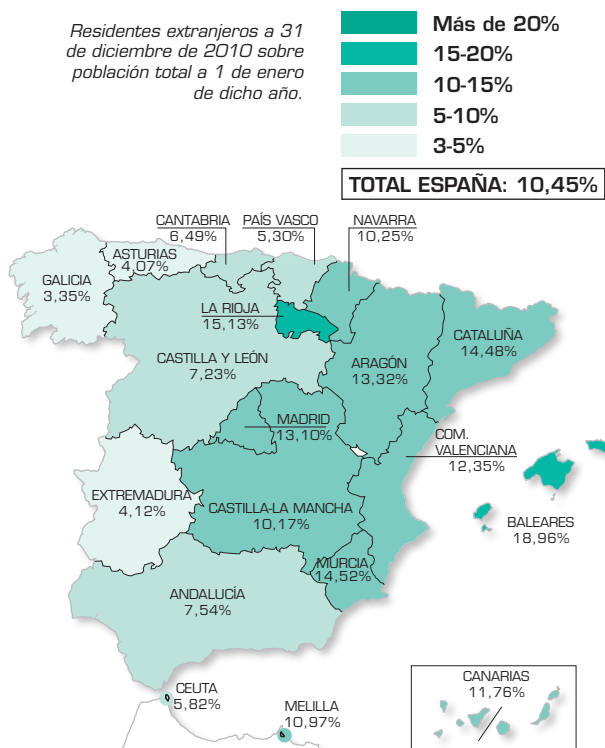 Residentes extranjeros a 31
de diciembre de 2010 sobre
población total a 1 de enero
de dicho año.
Más de 20%
15-20%
10-15%
5-10%
3-5%
TOTAL ESPAÑA: 10,45%
CANTABRIA
6,49%
PAÍS VASCO
5,30%
NAVARRA
10,25%
ASTURIAS
4,07%
GALICIA
3,35%
LA RIOJA
15,13%
CATALUÑA
14,48%
CASTILLA Y LEÓN
7,23%
ARAGÓN
13,32%
MADRID
13,10%
COM.
VALENCIANA
12,35%
EXTREMADURA
4,12%
CASTILLA-LA MANCHA
10,17%
BALEARES
18,96%
MURCIA
14,52%
ANDALUCÍA
7,54%
CEUTA
5,82%
MELILLA
10,97%
CANARIAS
11,76%